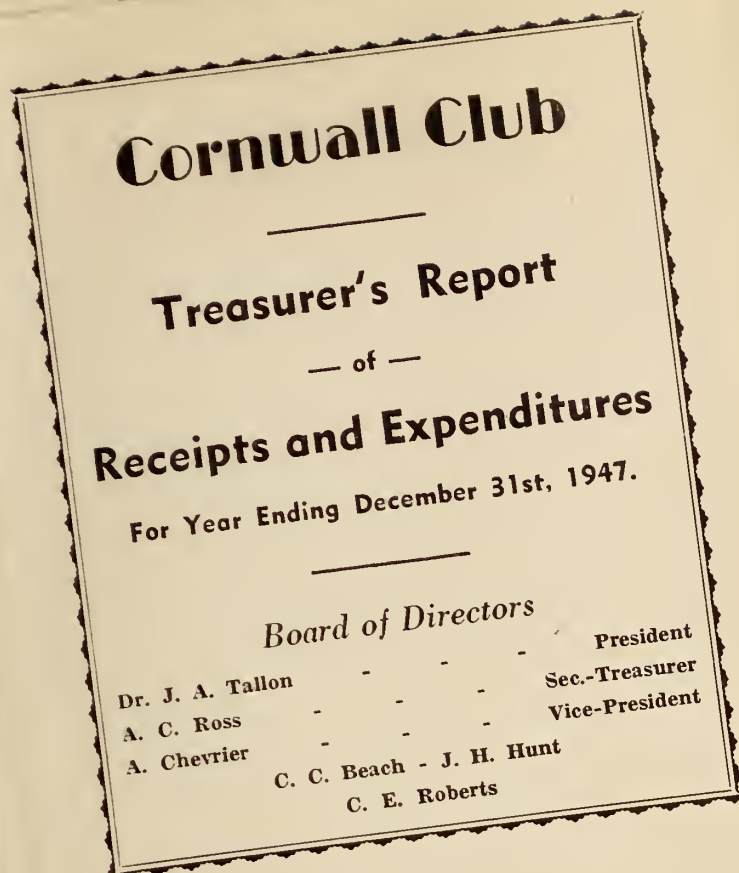 Cornwall Club
Treasurer's Report
— of —
Receipts and Expenditures
For Year Ending December 31st, 1947.
Board of Directors
Dr. J. A. Tallon - - - President
A. C. Ross - - - Sec.-Treasurer
A. Chevrier - - - Vice-President
C. C. Beach - J. H. Hunt
C. E. Roberts